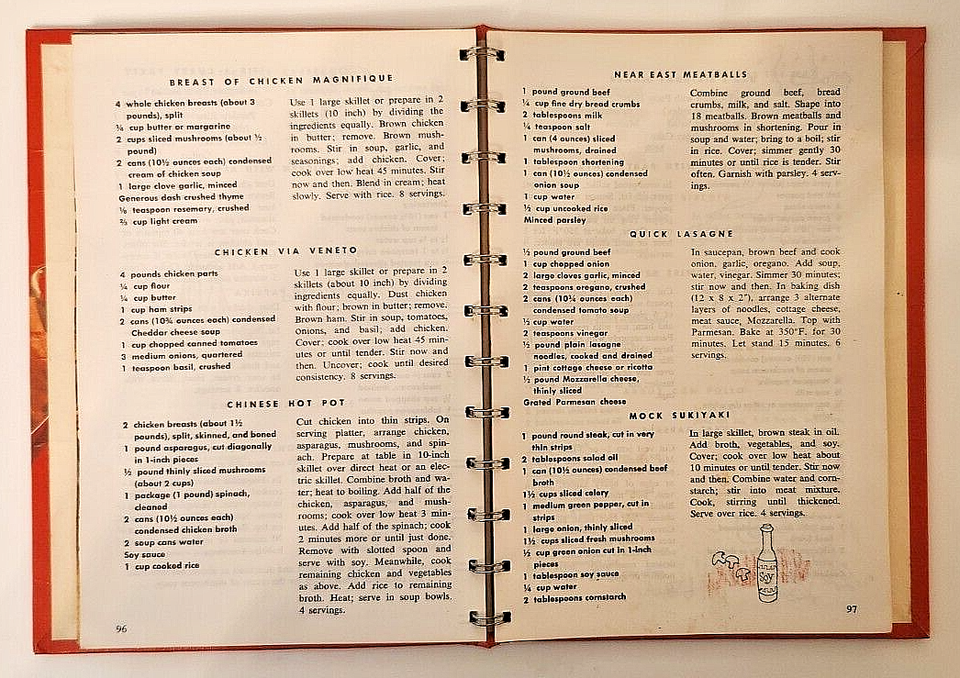 BREAST OF CHICKEN MAGNIFIQUE
4 whole chicken breasts (about 3
pounds), split
¼ cup butter or margarine
2 cups sliced mushrooms (about ½
pound)
2 cans (10½ ounces each) condensed
cream of chicken soup
1 large clove garlic, minced
Generous dash crushed thyme
⅛ teaspoon rosemary, crushed
⅔ cup light cream
Use 1 large skillet or prepare in 2
skillets (10 inch) by dividing the
ingredients equally. Brown chicken
in butter; remove. Brown mush-
rooms. Stir in soup, garlic, and
seasonings; add chicken. Cover;
cook over low heat 45 minutes. Stir
now and then. Blend in cream; heat
slowly. Serve with rice. 8 servings.
CHICKEN VIA VENETO
4 pounds chicken parts
¼ cup flour
¼ cup butter
1 cup ham strips
2 cans (10¾ ounces each) condensed
Cheddar cheese soup
1 cup chopped canned tomatoes
3 medium onions, quartered
1 teaspoon basil, crushed
Use 1 large skillet or prepare in 2
skillets (about 10 inch) by dividing
ingredients equally. Dust chicken
with flour; brown in butter; remove.
Brown ham. Stir in soup, tomatoes,
onions, and basil; add chicken.
Cover; cook over low heat 45 min-
utes or until tender. Stir now and
then. Uncover; cook until desired
consistency. 8 servings.
CHINESE HOT POT
2 chicken breasts (about 1½
pounds), split, skinned, and boned
1 pound asparagus, cut diagonally
in 1-inch pieces
½ pound thinly sliced mushrooms
(about 2 cups)
1 package (1 pound) spinach,
cleaned
2 cans (10½ ounces each)
condensed chicken broth
2 soup cans water
Soy sauce
1 cup cooked rice
Cut chicken into thin strips. On
serving platter, arrange chicken,
asparagus, mushrooms, and spin-
ach. Prepare at table in 10-inch
skillet over direct heat or an elec-
tric skillet. Combine broth and wa-
ter; heat to boiling. Add half of the
chicken, asparagus, and mush-
rooms; cook over low heat 3 min-
utes. Add half of the spinach; cook
2 minutes more or until just done.
Remove with slotted spoon and
serve with soy. Meanwhile, cook
remaining chicken and vegetables
as above. Add rice to remaining
broth. Heat; serve in soup bowls.
4 servings.
96
NEAR EAST MEATBALLS
1 pound ground beef
¼ cup fine dry bread crumbs
2 tablespoons milk
¼ teaspoon salt
1 can (4 ounces) sliced
mushrooms, drained
1 tablespoon shortening
1 can (10½ ounces) condensed
onion soup
1 cup water
½ cup uncooked rice
Minced parsley
Combine ground beef, bread
crumbs, milk, and salt. Shape into
18 meatballs. Brown meatballs and
mushrooms in shortening. Pour in
soup and water; bring to a boil; stir
in rice. Cover; simmer gently 30
minutes or until rice is tender. Stir
often. Garnish with parsley. 4 serv-
ings.
QUICK LASAGNE
½ pound ground beef
1 cup chopped onion
2 large cloves garlic, minced
2 teaspoons oregano, crushed
2 cans (10¾ ounces each)
condensed tomato soup
½ cup water
2 teaspoons vinegar
½ pound plain lasagne
noodles, cooked and drained
1 pint cottage cheese or ricotta
½ pound Mozzarella cheese,
thinly sliced
Grated Parmesan cheese
In saucepan, brown beef and cook
onion, garlic, oregano. Add soup,
water, vinegar. Simmer 30 minutes;
stir now and then. In baking dish
(12 x 8 x 2"), arrange 3 alternate
layers of noodles, cottage cheese,
meat sauce, Mozzarella. Top with
Parmesan. Bake at 350°F. for 30
minutes. Let stand 15 minutes. 6
servings.
MOCK SUKIYAKI
1 pound round steak, cut in very
thin strips
2 tablespoons salad oil
1 can (10½ ounces) condensed beef
broth
1½ cups sliced celery
1 medium green pepper, cut in
strips
1 large onion, thinly sliced
1½ cups sliced fresh mushrooms
½ cup green onion cut in 1-inch
pieces
1 tablespoon soy sauce
¼ cup water
2 tablespoons cornstarch
In large skillet, brown steak in oil.
Add broth, vegetables, and soy.
Cover; cook over low heat about
10 minutes or until tender. Stir now
and then. Combine water and corn-
starch; stir into meat mixture.
Cook, stirring until thickened.
Serve over rice. 4 servings.
SOY
97